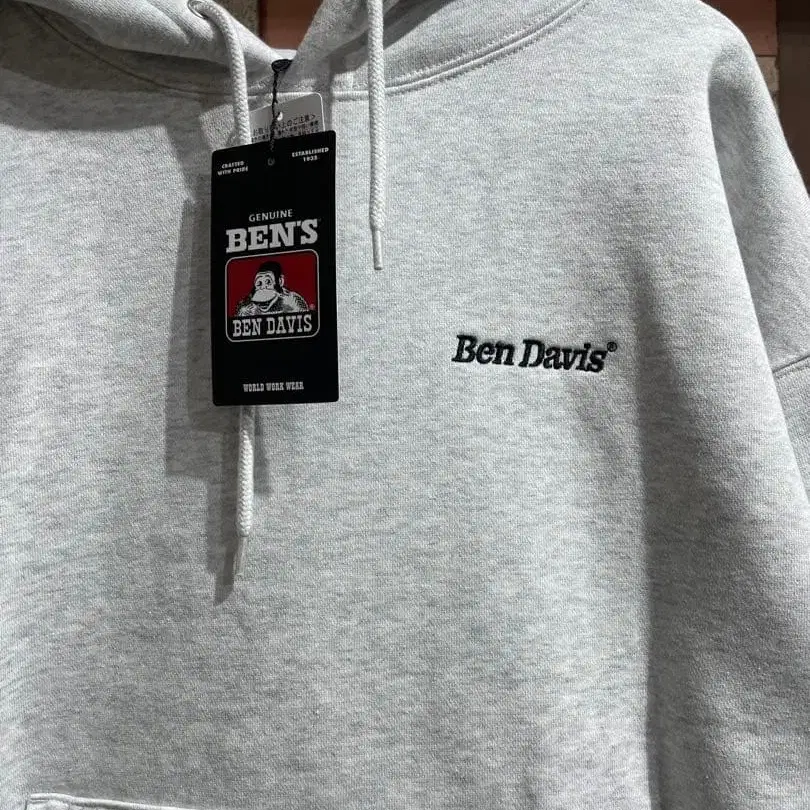 CRAFTED
WITH PRIDE
ESTABLISHED
1935
GENUINE
BEN'S
®
BEN DAVIS
WORLD WORK WEAR
Ben Davis®